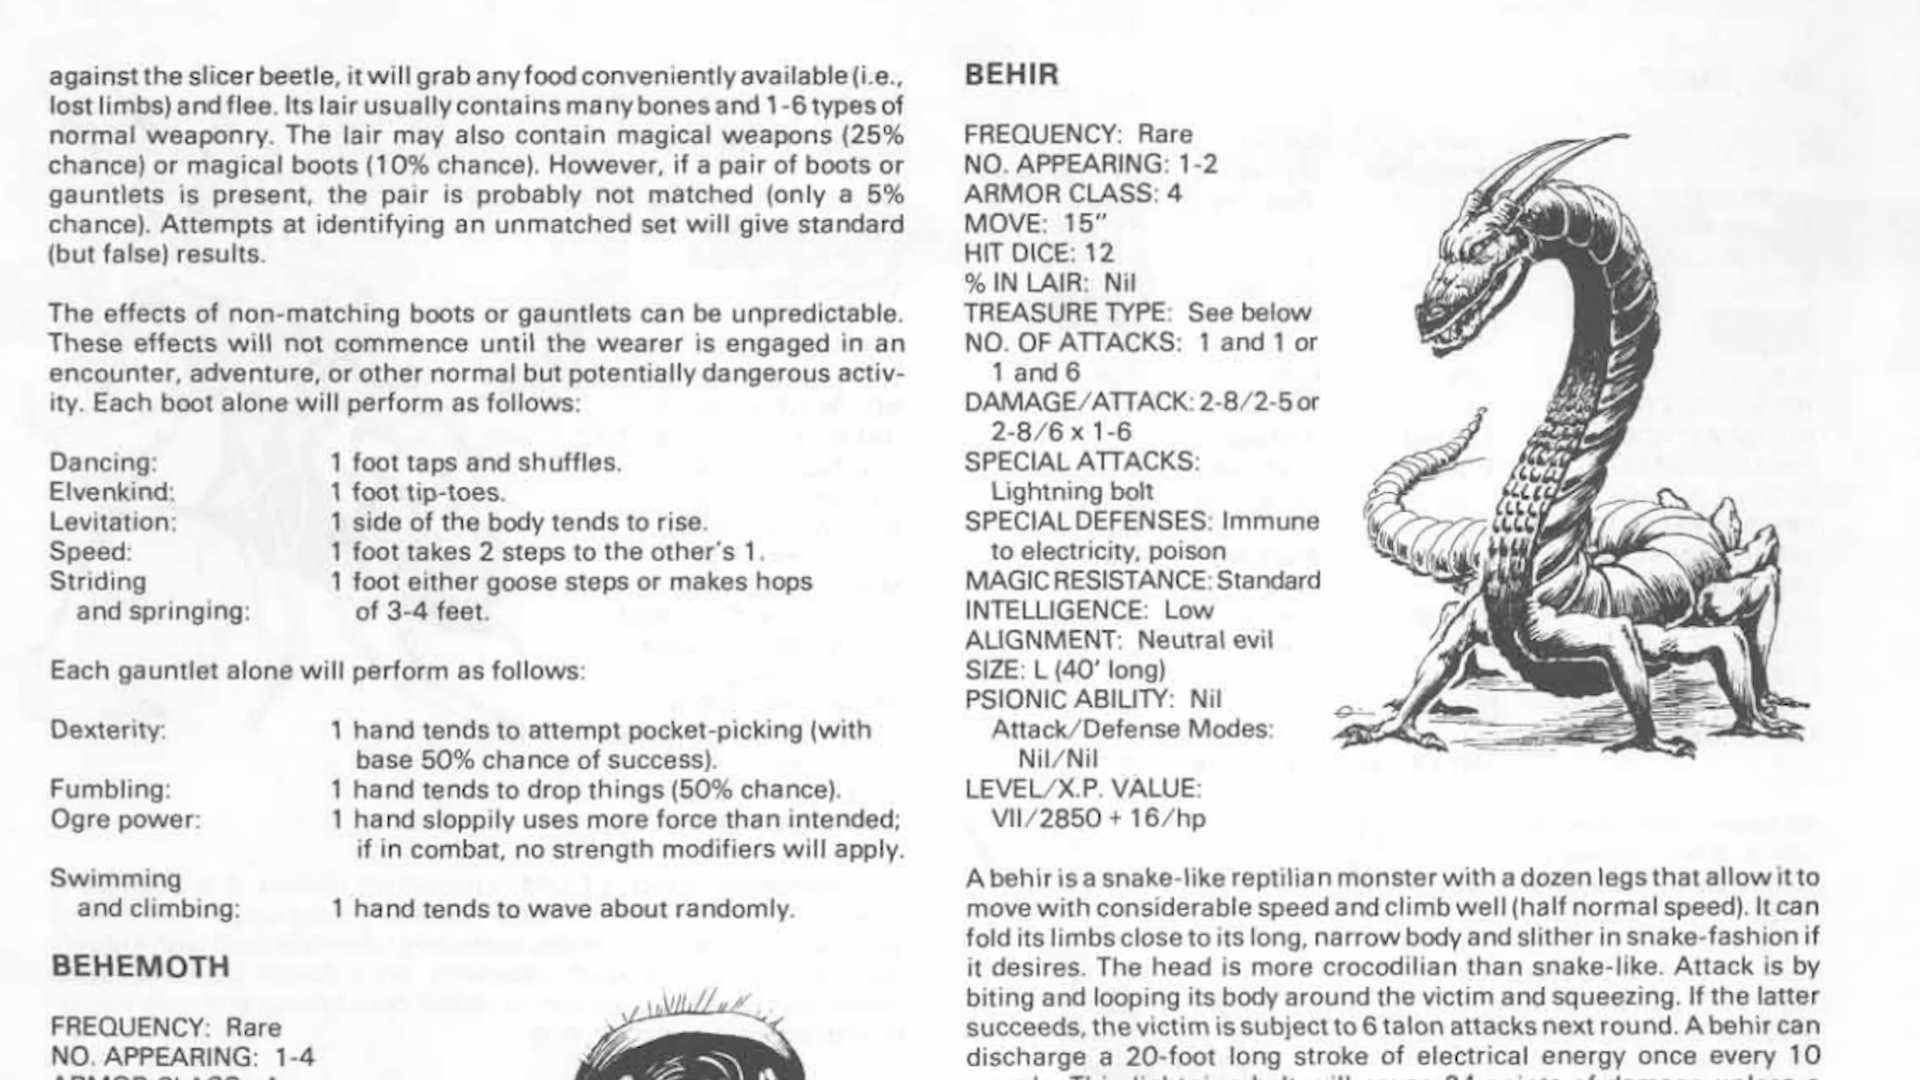 against the slicer beetle, it will grab any food conveniently available (i.e.,
lost limbs) and flee. Its lair usually contains many bones and 1-6 types of
normal weaponry. The lair may also contain magical weapons (25%
chance) or magical boots (10% chance). However, if a pair of boots or
gauntlets is present, the pair is probably not matched (only a 5%
chance). Attempts at identifying an unmatched set will give standard
(but false) results.
The effects of non-matching boots or gauntlets can be unpredictable.
These effects will not commence until the wearer is engaged in an
encounter, adventure, or other normal but potentially dangerous activ-
ity. Each boot alone will perform as follows:
Dancing: 1 foot taps and shuffles.
Elvenkind: 1 foot tip-toes.
Levitation: 1 side of the body tends to rise.
Speed: 1 foot takes 2 steps to the other's 1.
Striding 1 foot either goose steps or makes hops
and springing: of 3-4 feet.
Each gauntlet alone will perform as follows:
Dexterity: 1 hand tends to attempt pocket-picking (with
base 50% chance of success).
Fumbling: 1 hand tends to drop things (50% chance).
Ogre power: 1 hand sloppily uses more force than intended;
if in combat, no strength modifiers will apply.
Swimming
and climbing: 1 hand tends to wave about randomly.
BEHEMOTH
FREQUENCY: Rare
NO. APPEARING: 1-4
BEHIR
FREQUENCY: Rare
NO. APPEARING: 1-2
ARMOR CLASS: 4
MOVE: 15"
HIT DICE: 12
% IN LAIR: Nil
TREASURE TYPE: See below
NO. OF ATTACKS: 1 and 1 or
1 and 6
DAMAGE/ATTACK: 2-8/2-5 or
2-8/6 x 1-6
SPECIAL ATTACKS:
Lightning bolt
SPECIAL DEFENSES: Immune
to electricity, poison
MAGIC RESISTANCE: Standard
INTELLIGENCE: Low
ALIGNMENT: Neutral evil
SIZE: L (40' long)
PSIONIC ABILITY: Nil
Attack/Defense Modes:
Nil/Nil
LEVEL/X.P. VALUE:
VII/2850 + 16/hp
A behir is a snake-like reptilian monster with a dozen legs that allow it to
move with considerable speed and climb well (half normal speed). It can
fold its limbs close to its long, narrow body and slither in snake-fashion if
it desires. The head is more crocodilian than snake-like. Attack is by
biting and looping its body around the victim and squeezing. If the latter
succeeds, the victim is subject to 6 talon attacks next round. A behir can
discharge a 20-foot long stroke of electrical energy once every 10